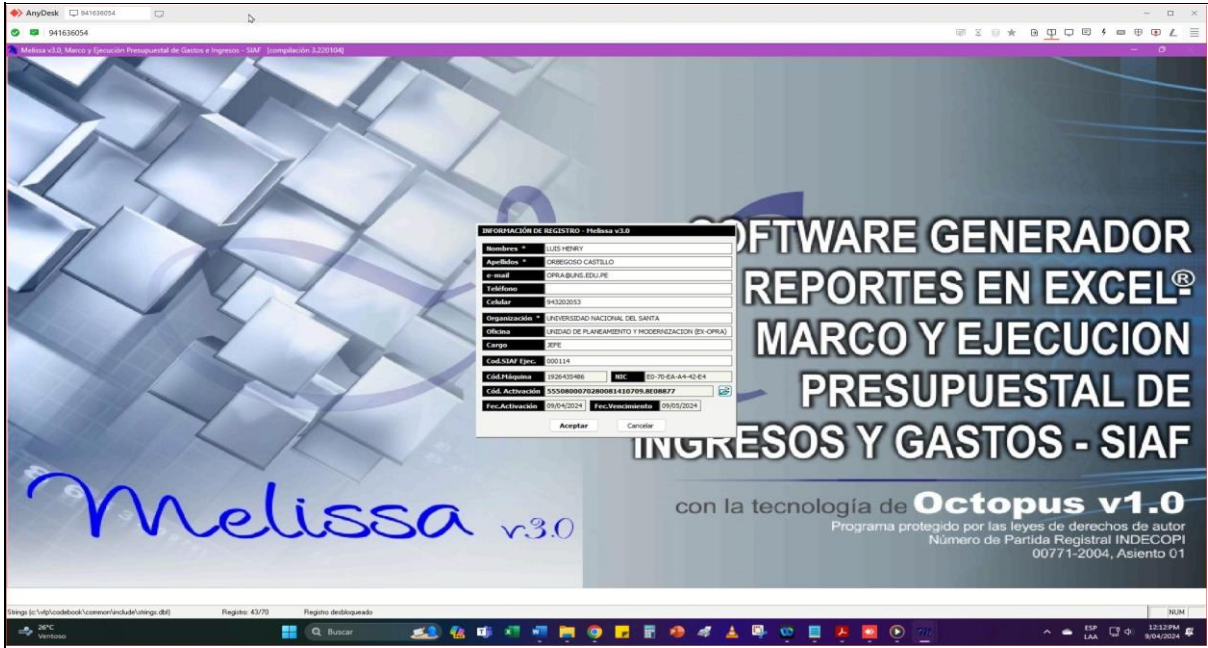 AnyDesk 941636054
941636054
Melissa v3.0, Marco y Ejecución Presupuestal de Gastos e Ingresos - SIAF [compilación 3.220104]
SOFTWARE GENERADOR
REPORTES EN EXCEL®
MARCO Y EJECUCION
PRESUPUESTAL DE
INGRESOS Y GASTOS - SIAF
INFORMACIÓN DE REGISTRO - Melissa v3.0
Nombres * LUIS HENRY
Apellidos * ORBEGOSO CASTILLO
e-mail OPRA@UNS.EDU.PE
Teléfono
Celular 943202053
Organización * UNIVERSIDAD NACIONAL DEL SANTA
Oficina UNIDAD DE PLANEAMIENTO Y MODERNIZACION (EX-OPRA)
Cargo JEFE
Cod.SIAF Ejec. 000114
Cód.Máquina 1926435486 NIC E0-70-EA-A4-42-E4
Cód. Activación 5550800070280081410709.8E08877
Fec.Activación 09/04/2024 Fec.Vencimiento 09/05/2024
Aceptar Cancelar
Melissa v3.0
con la tecnología de Octopus v1.0
Programa protegido por las leyes de derechos de autor
Número de Partida Registral INDECOPI
00771-2004, Asiento 01
Strings (c:\vfp\codebook\common\include\strings.dbf) Registro: 43/70 Registro desbloqueado NUM
26°C
Ventoso
Buscar
ESP
LAA
12:12 PM
9/04/2024